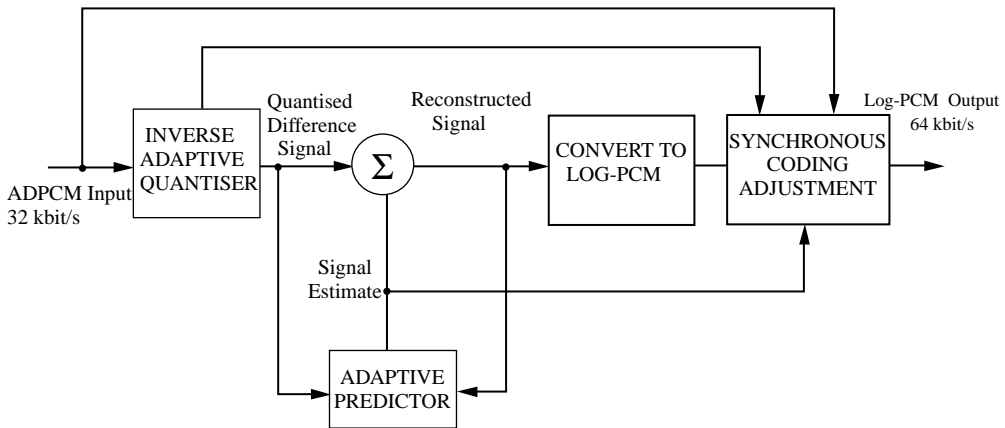 Log-PCM Output
64 kbit/s
Quantised
Difference
Signal
Reconstructed
Signal
INVERSE
ADAPTIVE
QUANTISER
Σ
CONVERT TO
LOG-PCM
SYNCHRONOUS
CODING
ADJUSTMENT
ADPCM Input
32 kbit/s
Signal
Estimate
ADAPTIVE
PREDICTOR